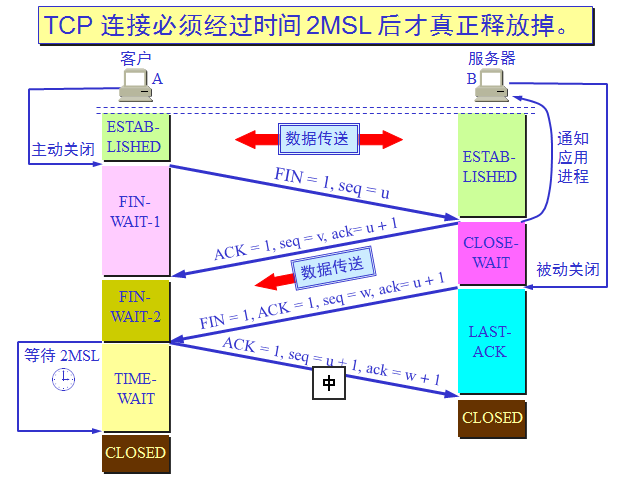 TCP 连接必须经过时间 2MSL 后才真正释放掉。
客户
A
服务器
B
ESTAB-
LISHED
主动关闭
数据传送
FIN = 1, seq = u
ESTAB-
LISHED
通知
应用
进程
FIN-
WAIT-1
ACK = 1, seq = v, ack= u + 1
CLOSE-
WAIT
数据传送
被动关闭
FIN-
WAIT-2
FIN = 1, ACK = 1, seq = w, ack= u + 1
LAST-
ACK
等待 2MSL
ACK = 1, seq = u + 1, ack = w + 1
中
TIME-
WAIT
CLOSED
CLOSED